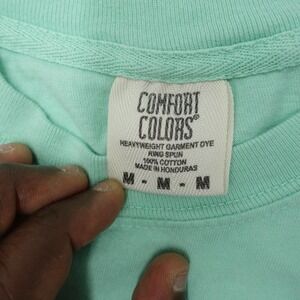 COMFORT
COLORS®
HEAVYWEIGHT GARMENT DYE
RING SPUN
100% COTTON
MADE IN HONDURAS
M - M - M